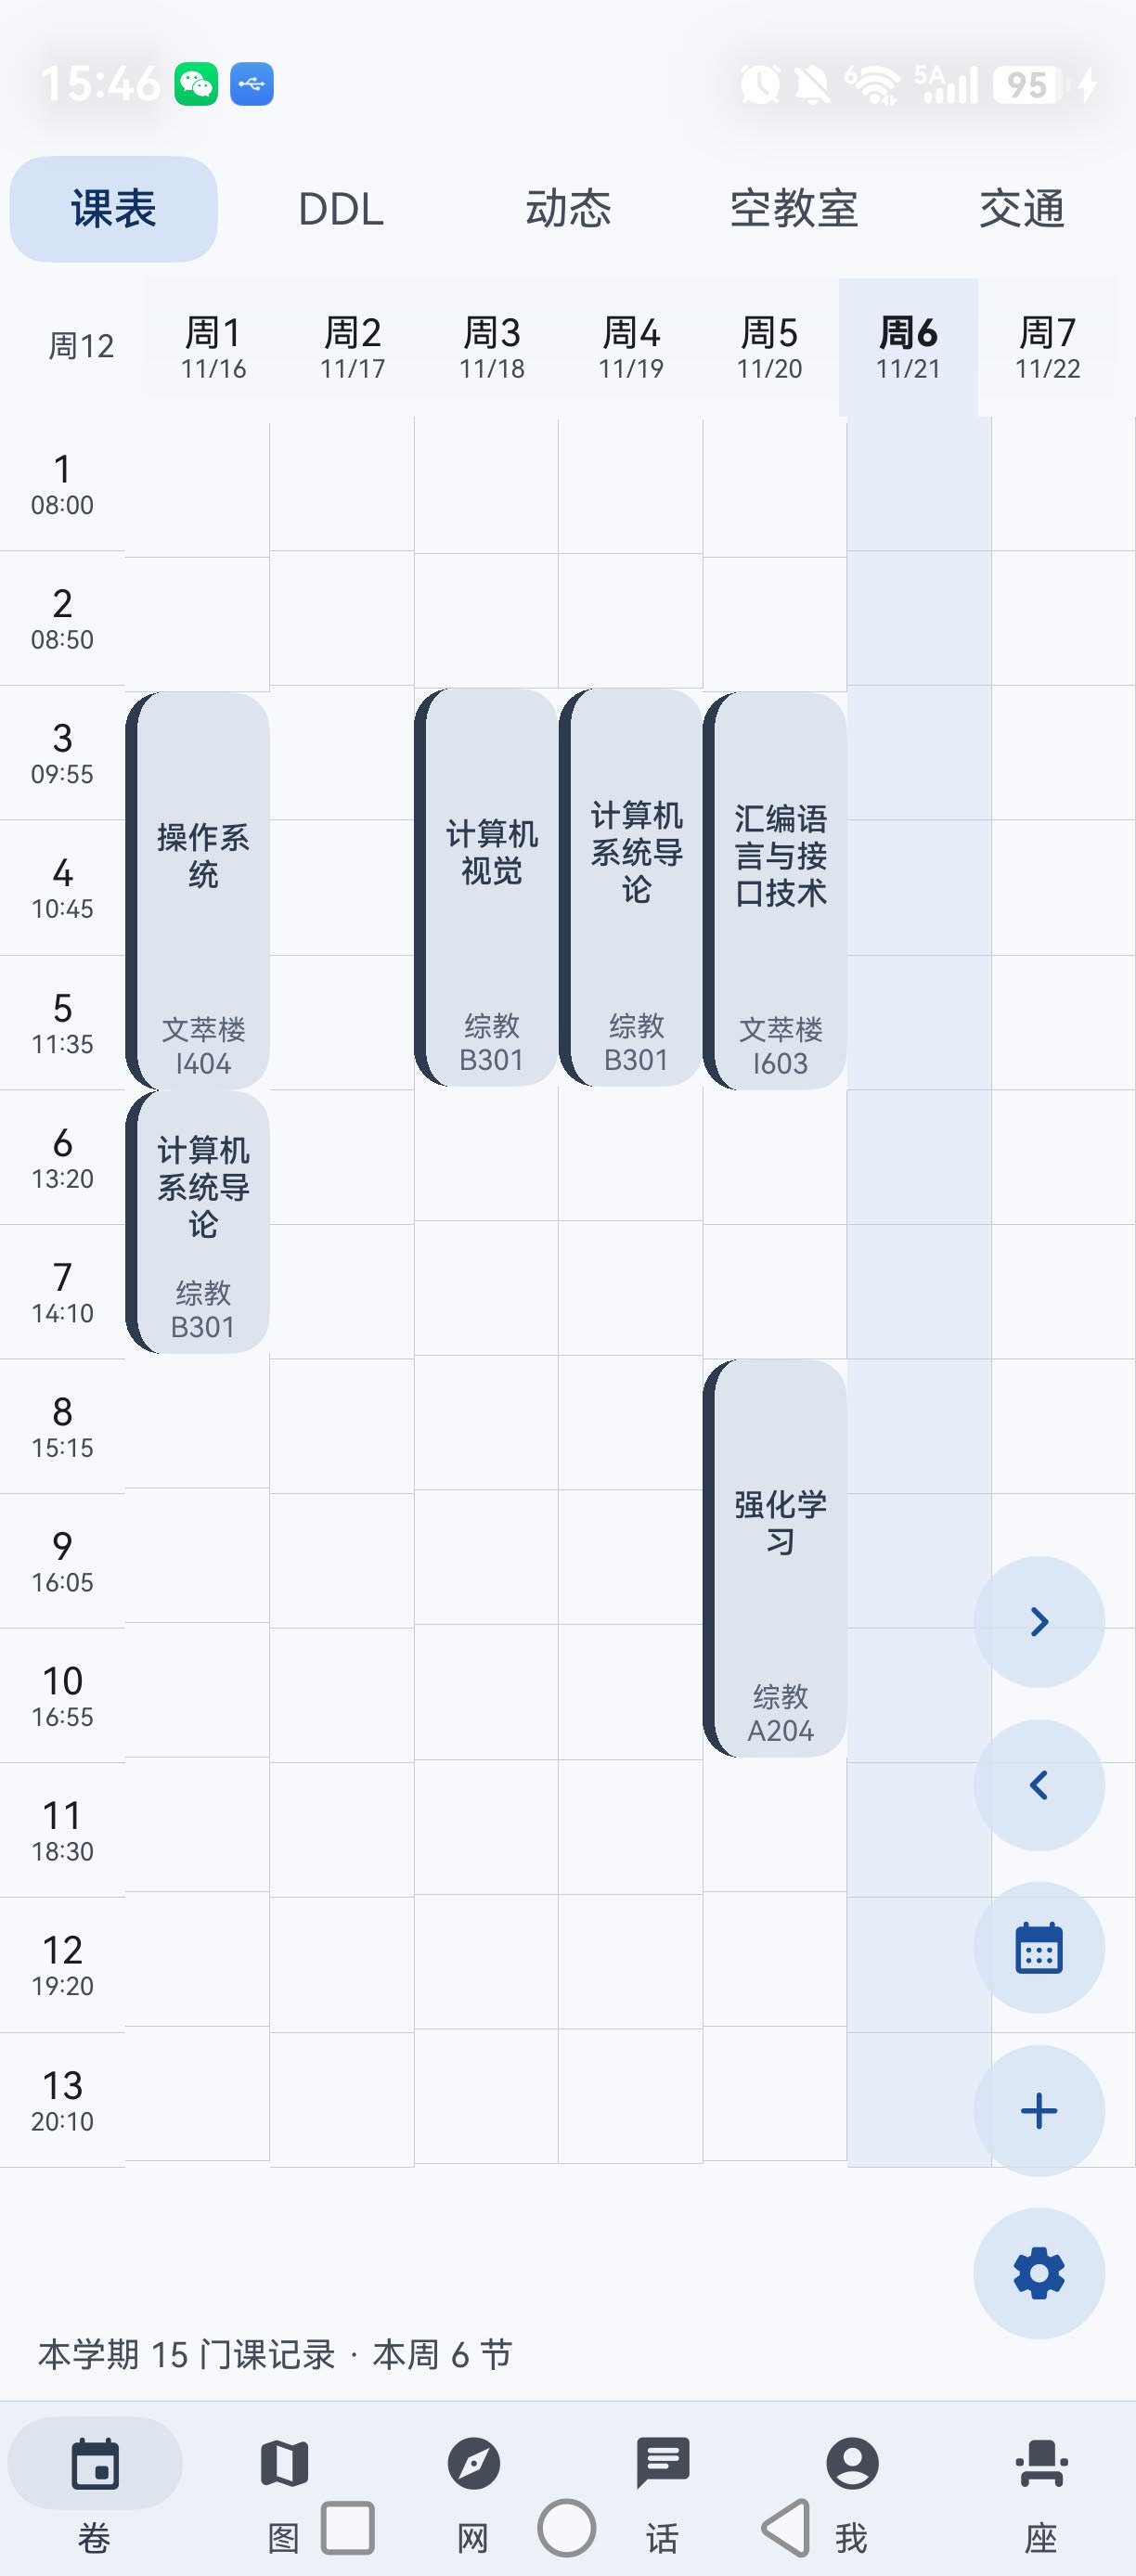 15:46
6
5A
95
课表 DDL 动态 空教室 交通
周12
周1 周2 周3 周4 周5 周6 周7
11/16 11/17 11/18 11/19 11/20 11/21 11/22
1
08:00
2
08:50
3
09:55
4
10:45
5
11:35
6
13:20
7
14:10
8
15:15
9
16:05
10
16:55
11
18:30
12
19:20
13
20:10
操作系
统
文萃楼
I404
计算机
系统导
论
综教
B301
计算机
视觉
综教
B301
计算机
系统导
论
综教
B301
汇编语
言与接
口技术
文萃楼
I603
强化学
习
综教
A204
本学期 15 门课记录 · 本周 6 节
卷 图 网 话 我 座